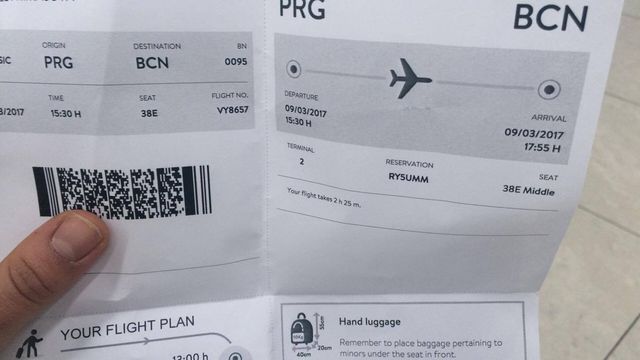 PRG BCN
ORIGIN DESTINATION BN
SIC PRG BCN 0095
TIME SEAT FLIGHT NO.
3/2017 15:30 H 38E VY8657
DEPARTURE
09/03/2017
15:30 H
ARRIVAL
09/03/2017
17:55 H
TERMINAL RESERVATION SEAT
2 RY5UMM 38E Middle
Your flight takes 2 h 25 m.
YOUR FLIGHT PLAN
13:00 h
Hand luggage
Remember to place baggage pertaining to
minors under the seat in front.
10Kg
56cm
20cm
40cm